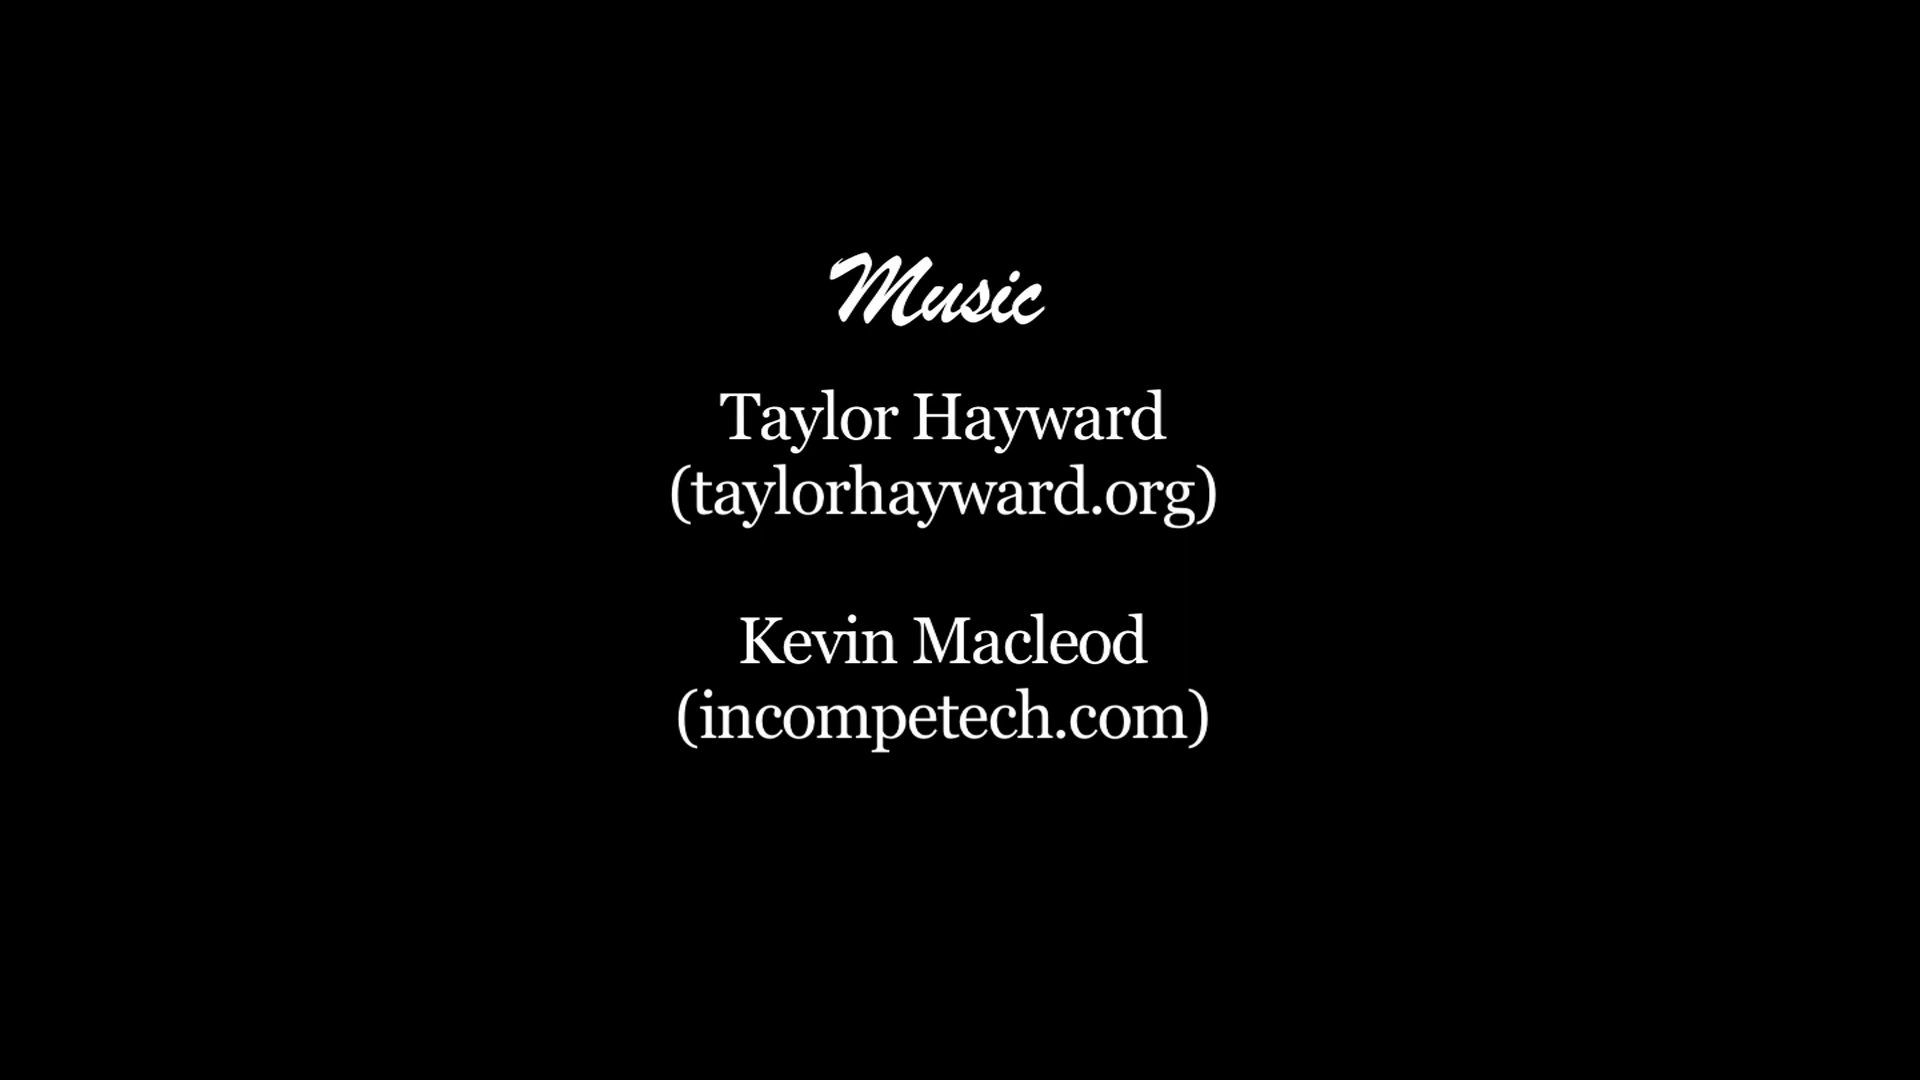 Music
Taylor Hayward
(taylorhayward.org)
Kevin Macleod
(incompetech.com)